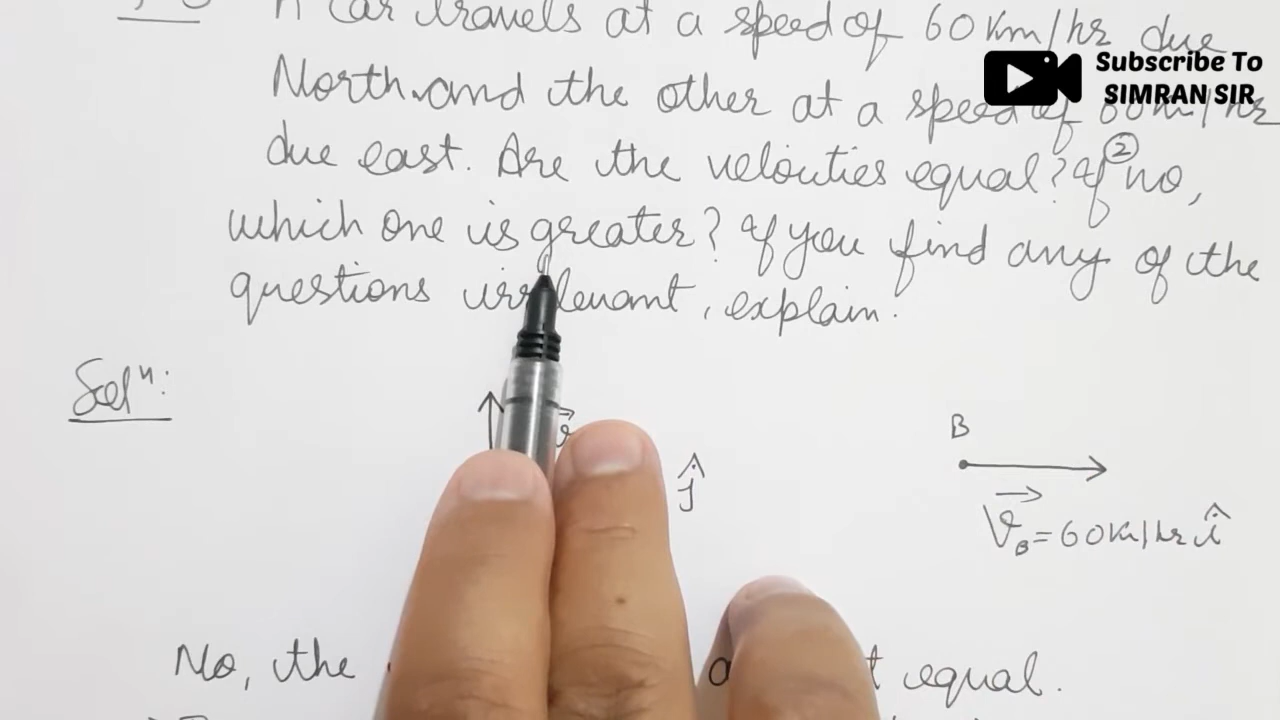 A car travels at a speed of 60 Km/hr due
North, and the other at a speed of 60 Km/hr
due east. Are the velocities equal? If ② no,
which one is greater? If you find any of the
questions irrelevant, explain.
Subscribe To
SIMRAN SIR
Solⁿ:
ĵ
B
v⃗_B = 60 Km/hr î
No, the
equal.